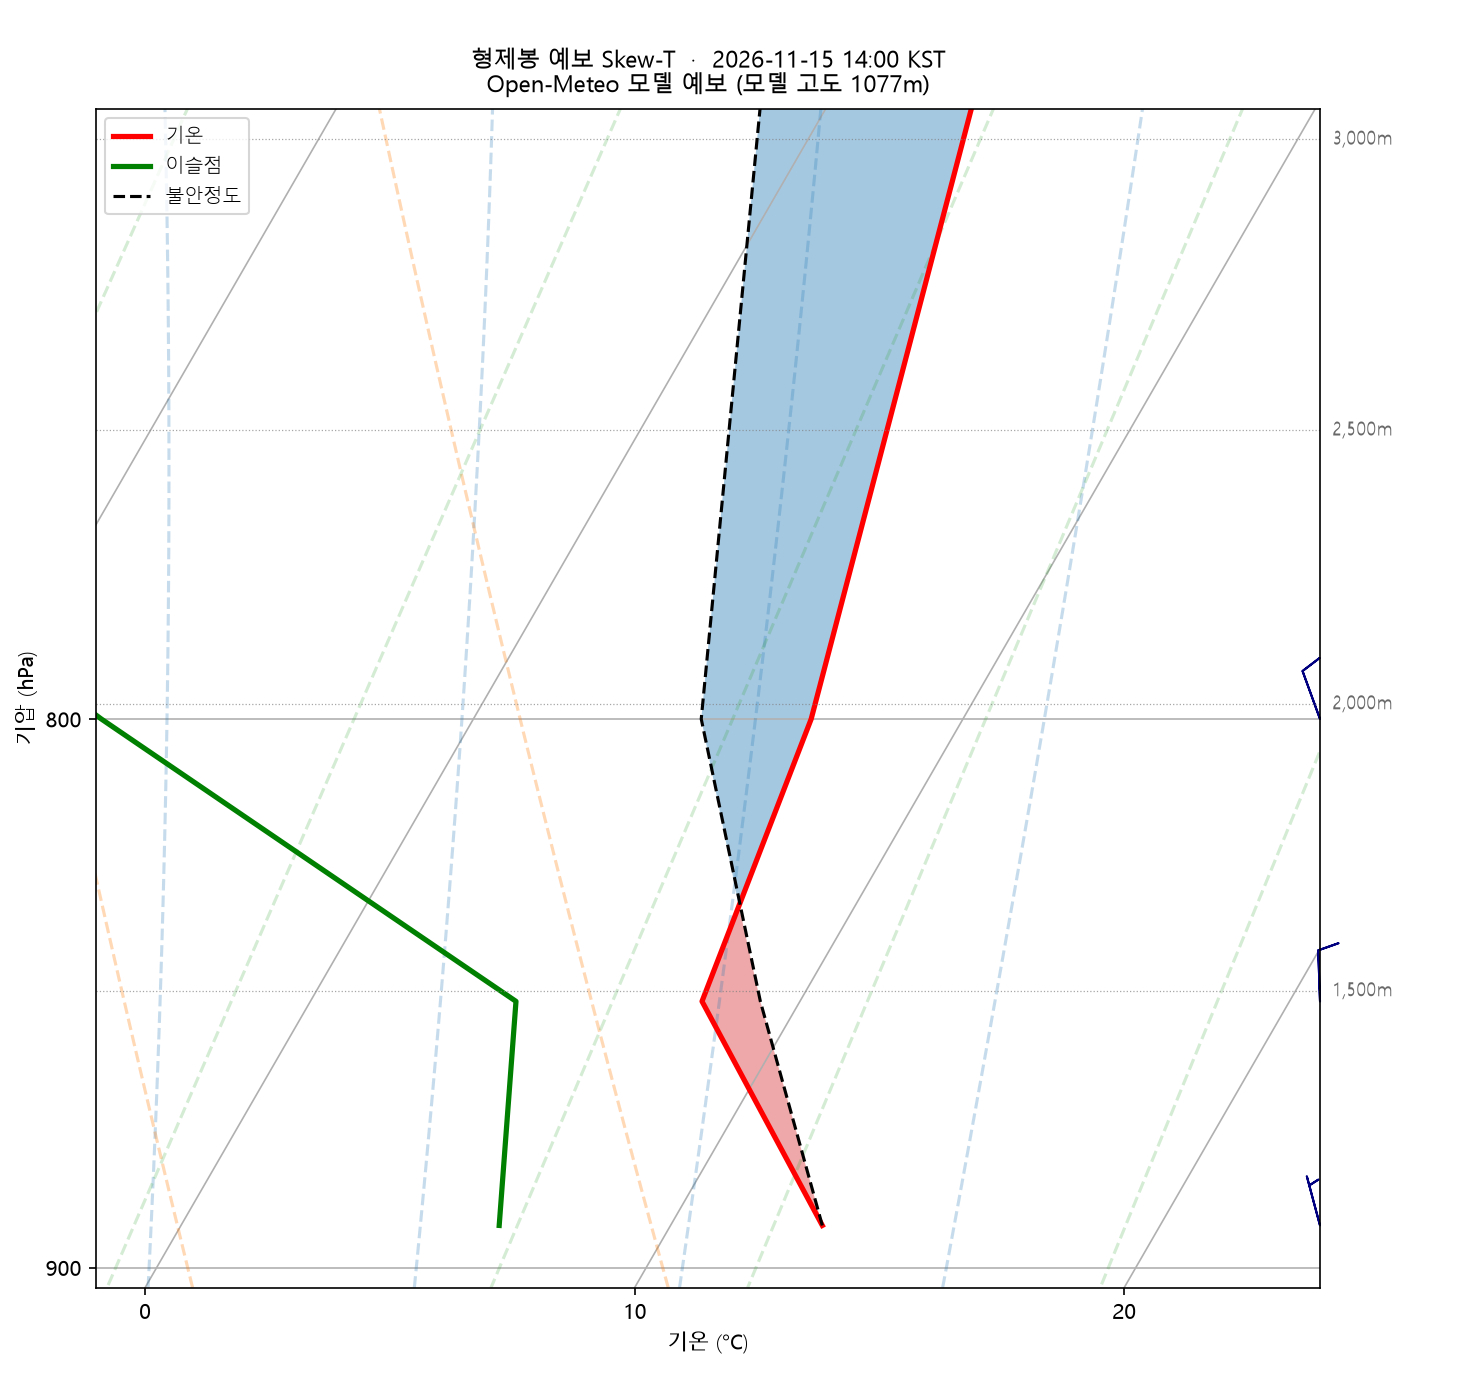 형제봉 예보 Skew-T · 2026-11-15 14:00 KST
Open-Meteo 모델 예보 (모델 고도 1077m)
기온
이슬점
불안정도
3,000m
2,500m
2,000m
1,500m
기압 (hPa)
800
900
0
10
20
기온 (°C)